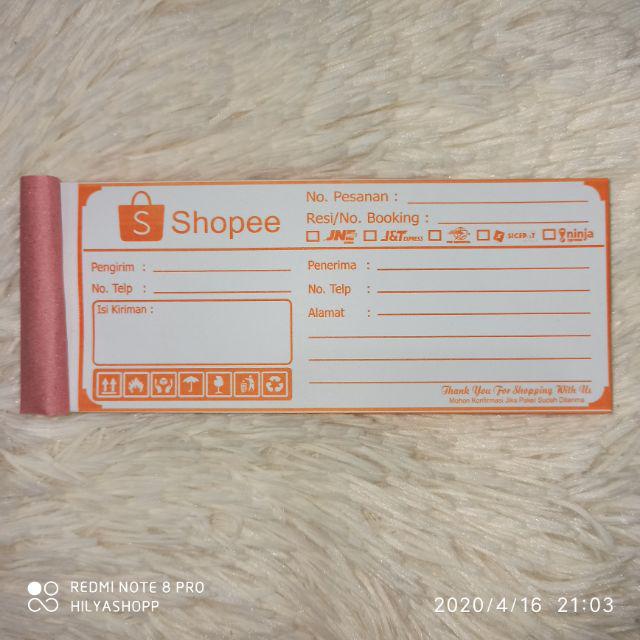 S Shopee
No. Pesanan :
Resi/No. Booking :
JNE J&T EXPRESS SICEPAT ninja
Pengirim :
No. Telp :
Isi Kiriman :
Penerima :
No. Telp :
Alamat :
Thank You For Shopping With Us
Mohon Konfirmasi Jika Paket Sudah Diterima
REDMI NOTE 8 PRO
HILYASHOPP
2020/4/16 21:03